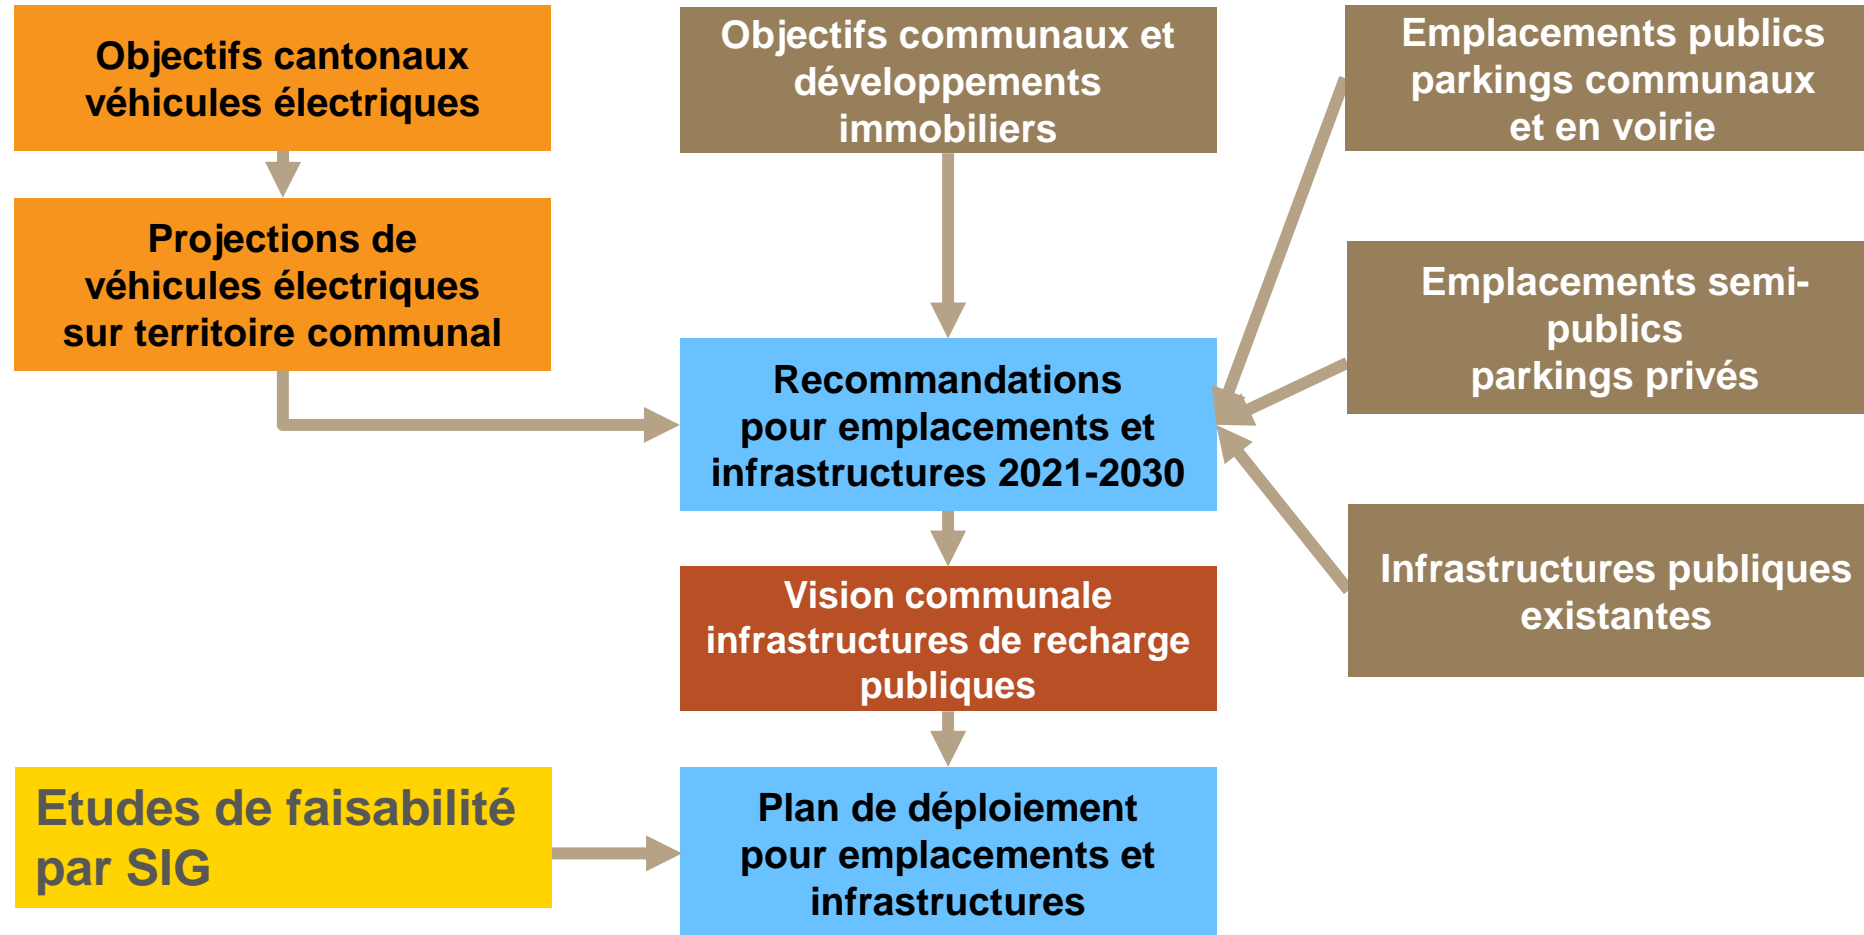 Objectifs cantonaux
véhicules électriques
Objectifs communaux et
développements
immobiliers
Emplacements publics
parkings communaux
et en voirie
Projections de
véhicules électriques
sur territoire communal
Emplacements semi-
publics
parkings privés
Recommandations
pour emplacements et
infrastructures 2021-2030
Infrastructures publiques
existantes
Vision communale
infrastructures de recharge
publiques
Etudes de faisabilité
par SIG
Plan de déploiement
pour emplacements et
infrastructures